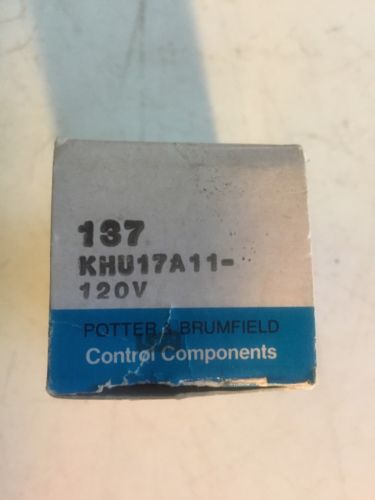 137
KHU17A11-
120V
POTTER & BRUMFIELD
Control Components